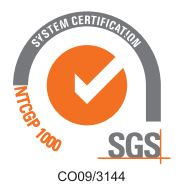 SYSTEM CERTIFICATION
NTCGP 1000
SGS
CO09/3144